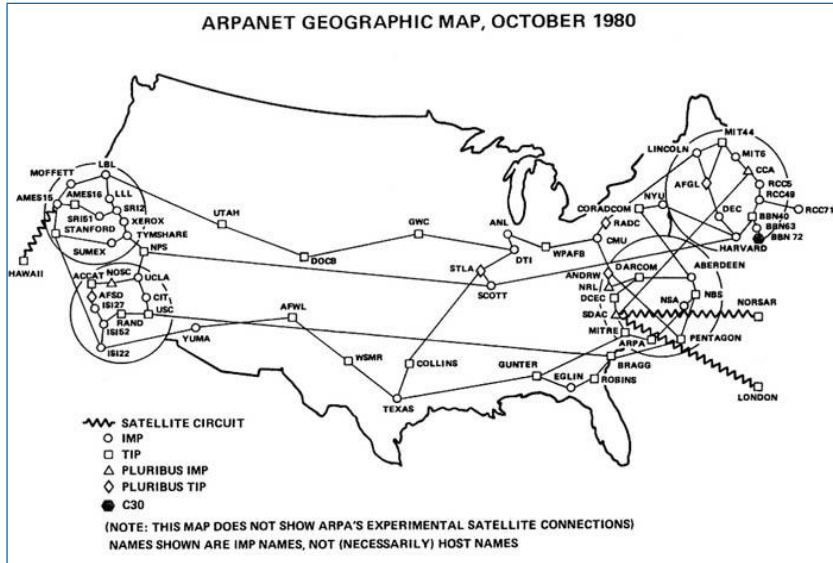 ARPANET GEOGRAPHIC MAP, OCTOBER 1980
MIT44
LINCOLN
MIT6
CCA
AFGL
RCC5
RCC49
RCC71
DEC
BBN40
BBN63
BBN 72
HARVARD
NYU
CORADCOM
RADC
CMU
LBL
MOFFETT
AMES15
AMES16
LLL
SRI2
SRI51
XEROX
STANFORD
TYMSHARE
SUMEX
NPS
HAWAII
UTAH
GWC
DOCB
ANL
WPAFB
DTI
STLA
SCOTT
ANDRW
DARCOM
ABERDEEN
NRL
DCEC
NSA
NBS
SDAC
NORSAR
MITRE
ARPA
PENTAGON
BRAGG
LONDON
ACCAT
NOSC
UCLA
AFSD
CIT
ISI27
RAND
USC
ISI52
ISI22
YUMA
AFWL
WSMR
COLLINS
TEXAS
GUNTER
EGLIN
ROBINS
SATELLITE CIRCUIT
IMP
TIP
PLURIBUS IMP
PLURIBUS TIP
C30
(NOTE: THIS MAP DOES NOT SHOW ARPA'S EXPERIMENTAL SATELLITE CONNECTIONS)
NAMES SHOWN ARE IMP NAMES, NOT (NECESSARILY) HOST NAMES